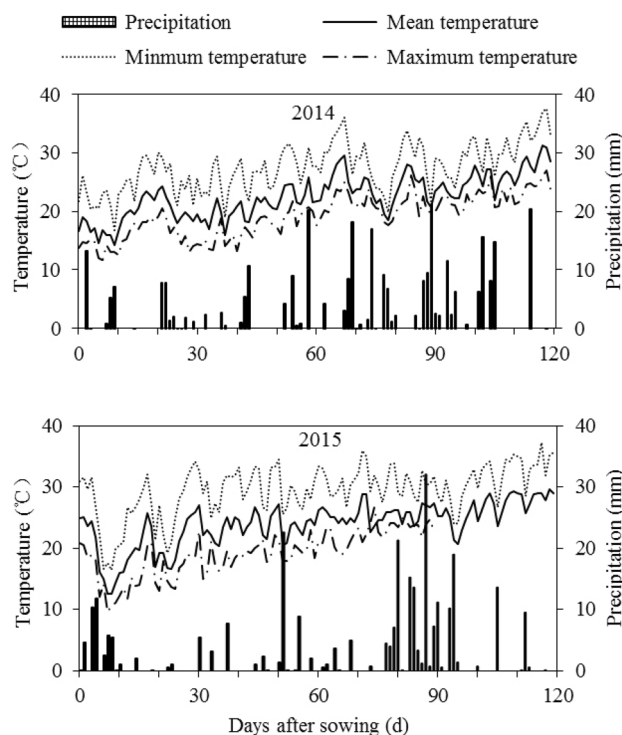 Precipitation Mean temperature
Minmum temperature Maximum temperature
2014
Temperature (℃)
Precipitation (mm)
40 40
30 30
20 20
10 10
0 0
0 30 60 90 120
2015
Temperature (℃)
Precipitation (mm)
40 40
30 30
20 20
10 10
0 0
0 30 60 90 120
Days after sowing (d)